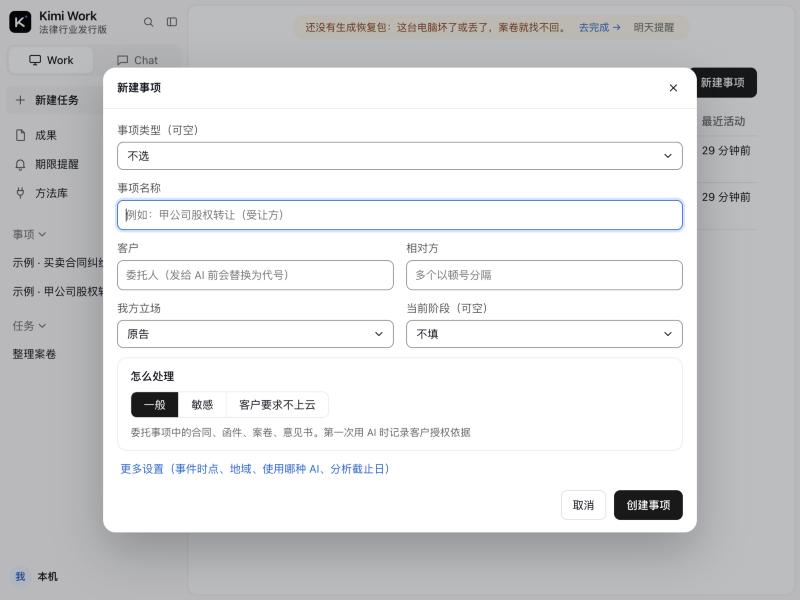 Kimi Work
法律行业发行版
还没有生成恢复包：这台电脑坏了或丢了，案卷就找不回。 去完成 → 明天提醒
Work
Chat
新建任务
成果
期限提醒
方法库
事项
示例 · 买卖合同纠纷
示例 · 甲公司股权转
任务
整理案卷
我 本机
新建事项
最近活动
29 分钟前
29 分钟前
新建事项
事项类型（可空）
不选
事项名称
例如：甲公司股权转让（受让方）
客户
相对方
委托人（发给 AI 前会替换为代号）
多个以顿号分隔
我方立场
当前阶段（可空）
原告
不填
怎么处理
一般 敏感 客户要求不上云
委托事项中的合同、函件、案卷、意见书。第一次用 AI 时记录客户授权依据
更多设置（事件时点、地域、使用哪种 AI、分析截止日）
取消 创建事项